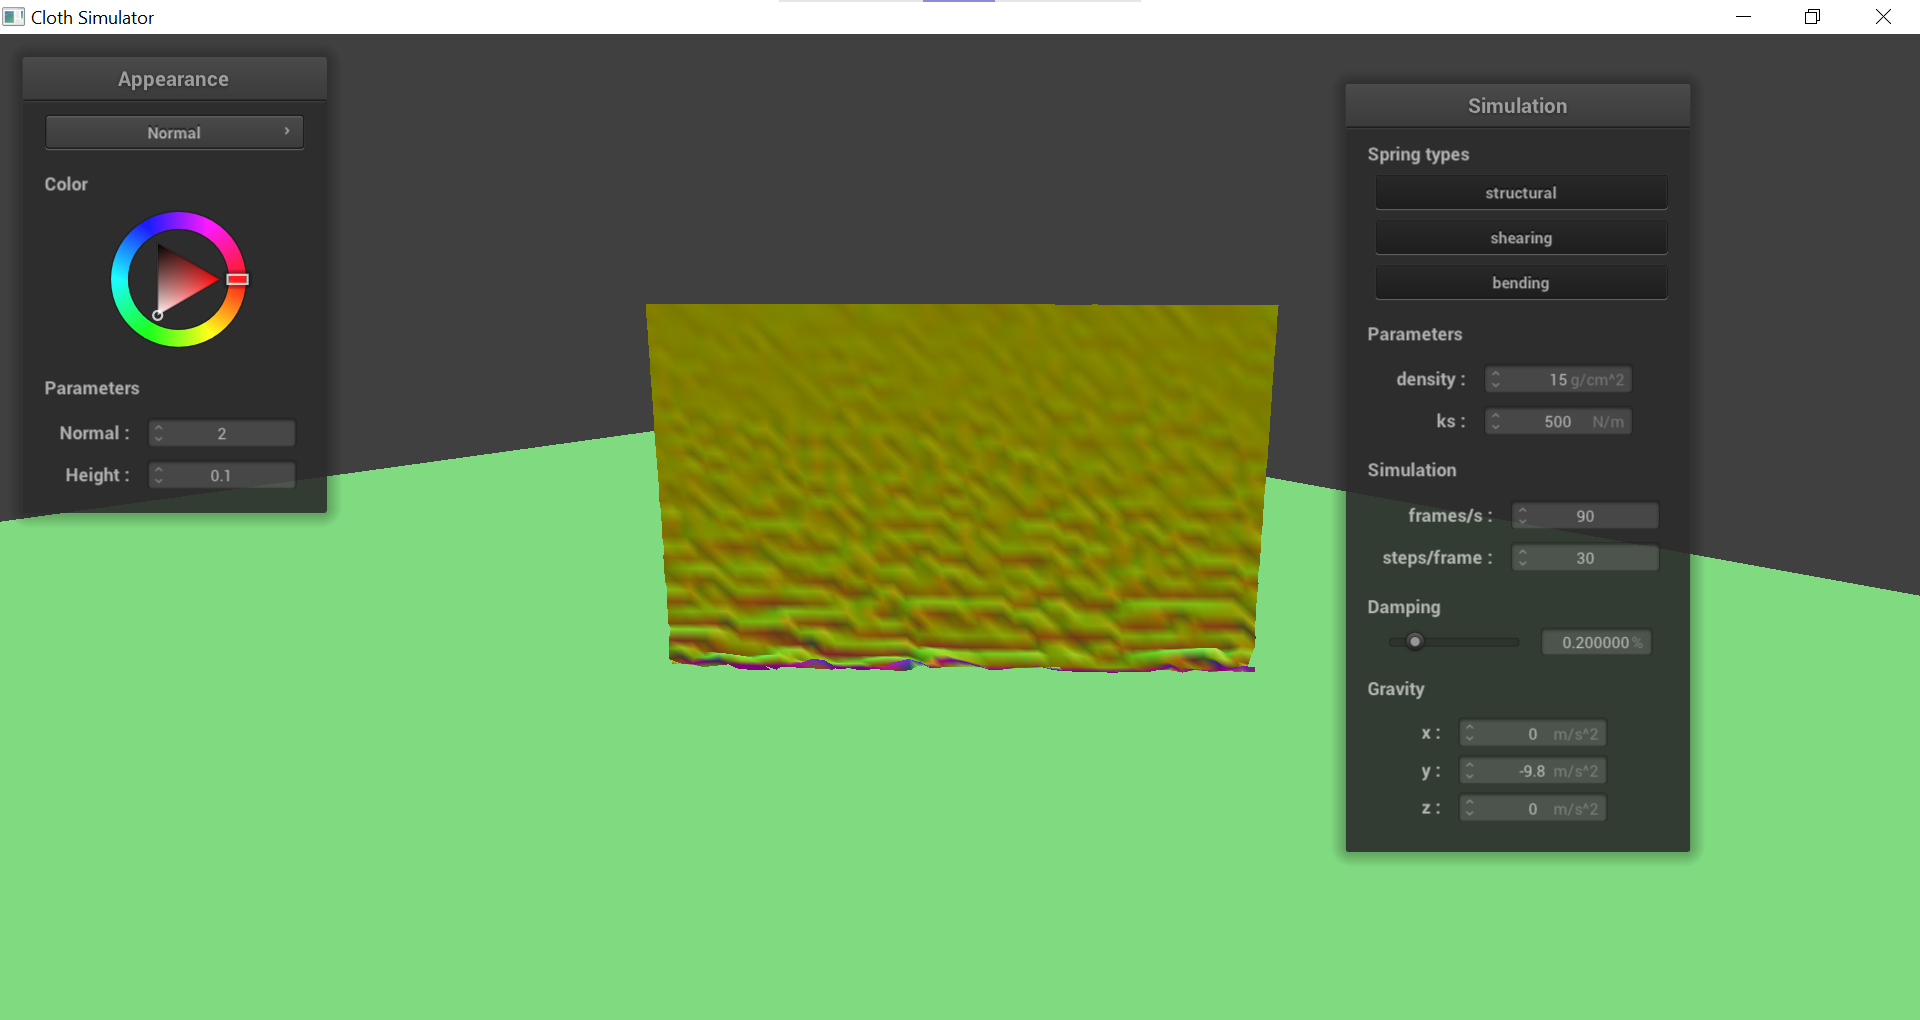 Cloth Simulator
Appearance
Normal
Color
Parameters
Normal : 2
Height : 0.1
Simulation
Spring types
structural
shearing
bending
Parameters
density : 15 g/cm^2
ks : 500 N/m
Simulation
frames/s : 90
steps/frame : 30
Damping
0.200000 %
Gravity
x : 0 m/s^2
y : -9.8 m/s^2
z : 0 m/s^2